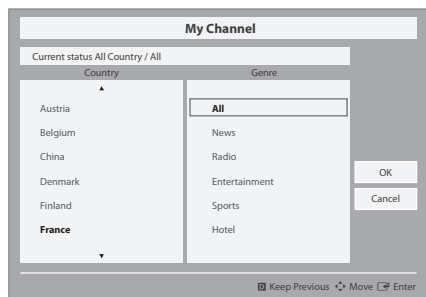 My Channel
Current status All Country / All
Country Genre
Austria All
Belgium News
China Radio
Denmark Entertainment
Finland Sports
France Hotel
OK
Cancel
D Keep Previous Move Enter